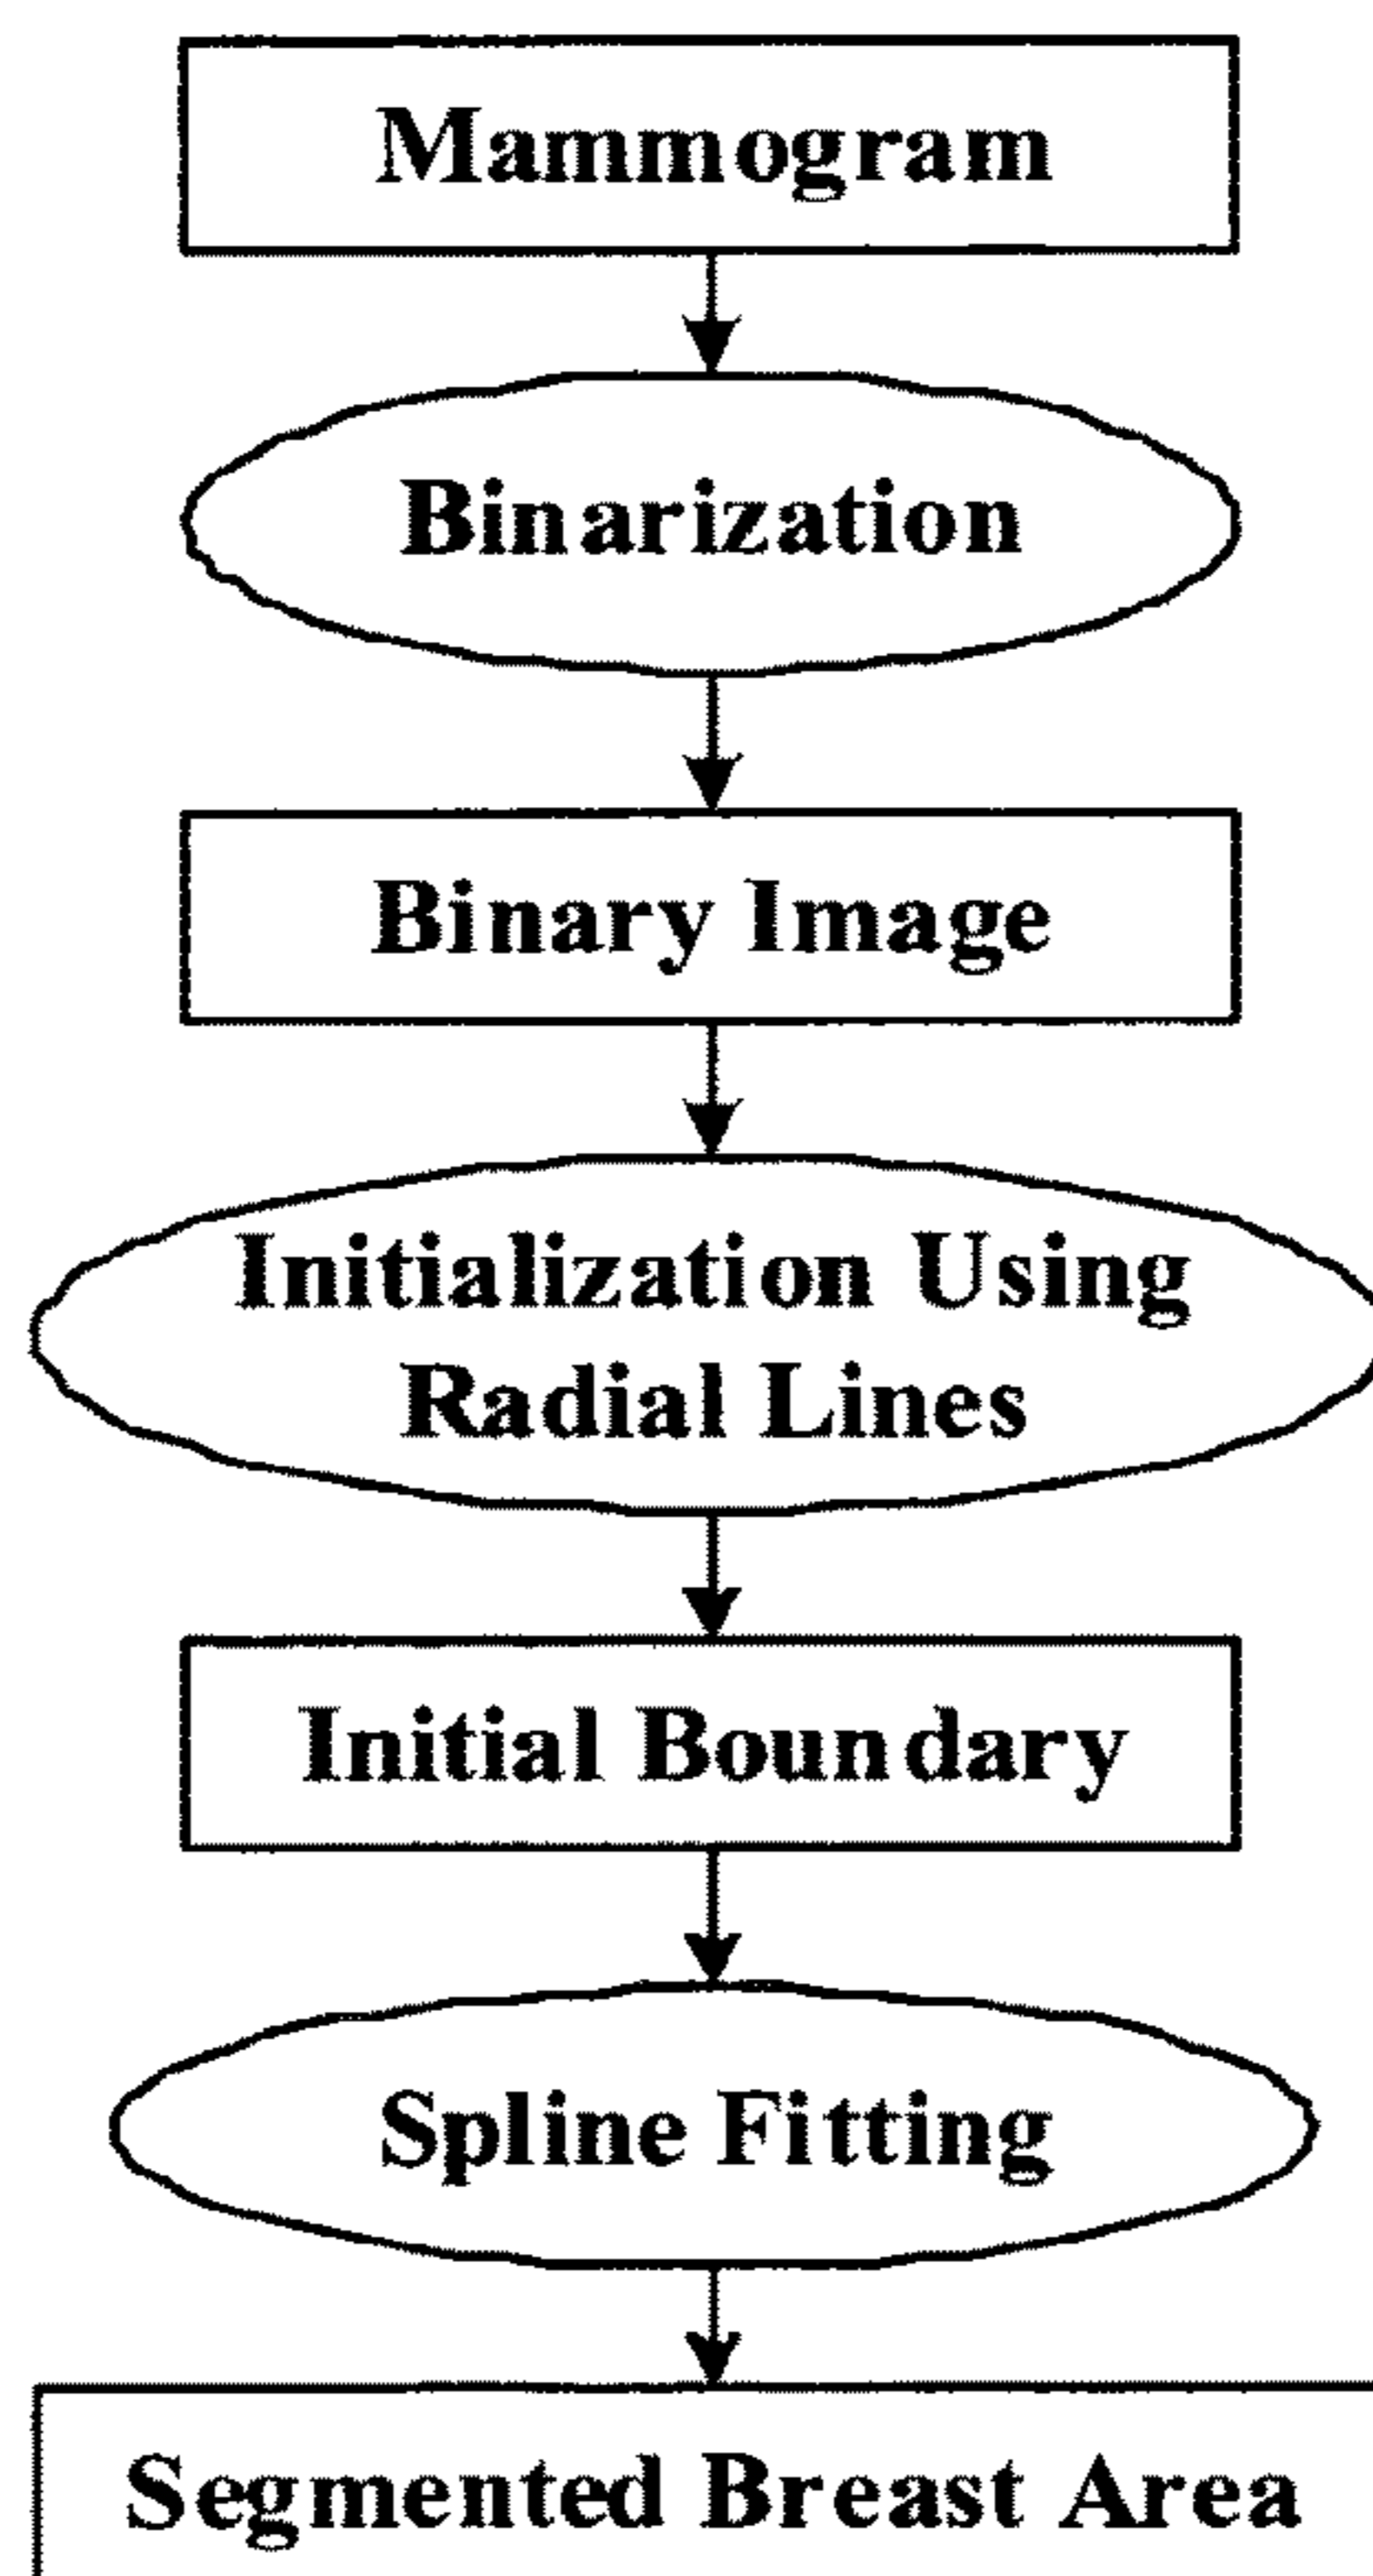 Mammogram
Binarization
Binary Image
Initialization Using
Radial Lines
Initial Boundary
Spline Fitting
Segmented Breast Area